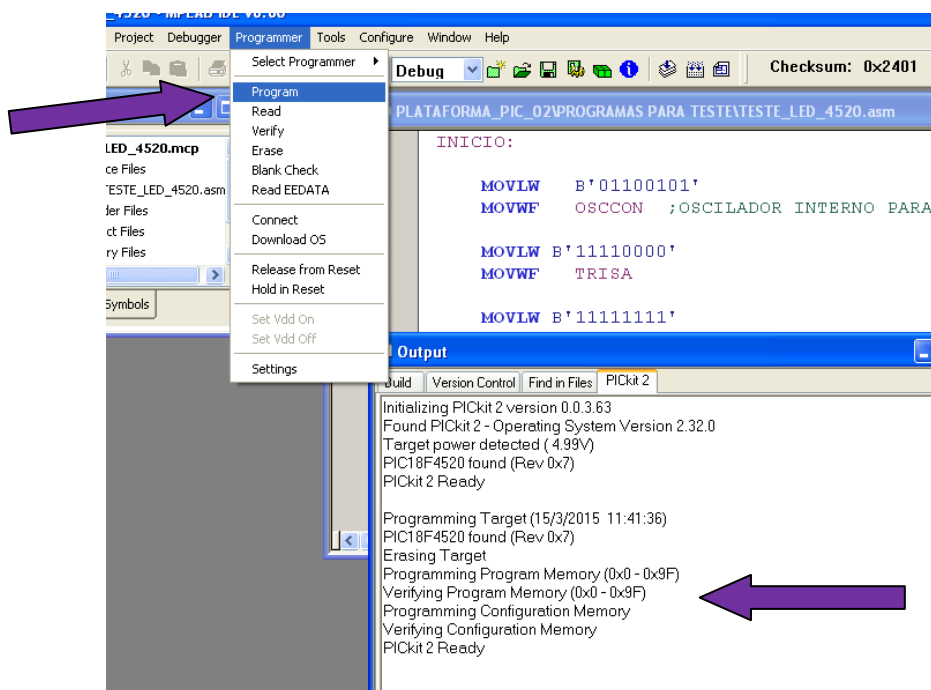 _4520 - MPLAB IDE v8.60
Project Debugger Programmer Tools Configure Window Help
Select Programmer
Program
Read
Verify
Erase
Blank Check
Read EEDATA
Connect
Download OS
Release from Reset
Hold in Reset
Set Vdd On
Set Vdd Off
Settings
Debug
Checksum: 0x2401
LED_4520.mcp
ce Files
TESTE_LED_4520.asm
der Files
ct Files
ry Files
Symbols
PLATAFORMA_PIC_02\PROGRAMAS PARA TESTE\TESTE_LED_4520.asm
INICIO:
MOVLW B'01100101'
MOVWF OSCCON ;OSCILADOR INTERNO PARA
MOVLW B'11110000'
MOVWF TRISA
MOVLW B'11111111'
Output
Build Version Control Find in Files PICkit 2
Initializing PICkit 2 version 0.0.3.63
Found PICkit 2 - Operating System Version 2.32.0
Target power detected ( 4.99V)
PIC18F4520 found (Rev 0x7)
PICkit 2 Ready
Programming Target (15/3/2015 11:41:36)
PIC18F4520 found (Rev 0x7)
Erasing Target
Programming Program Memory (0x0 - 0x9F)
Verifying Program Memory (0x0 - 0x9F)
Programming Configuration Memory
Verifying Configuration Memory
PICkit 2 Ready